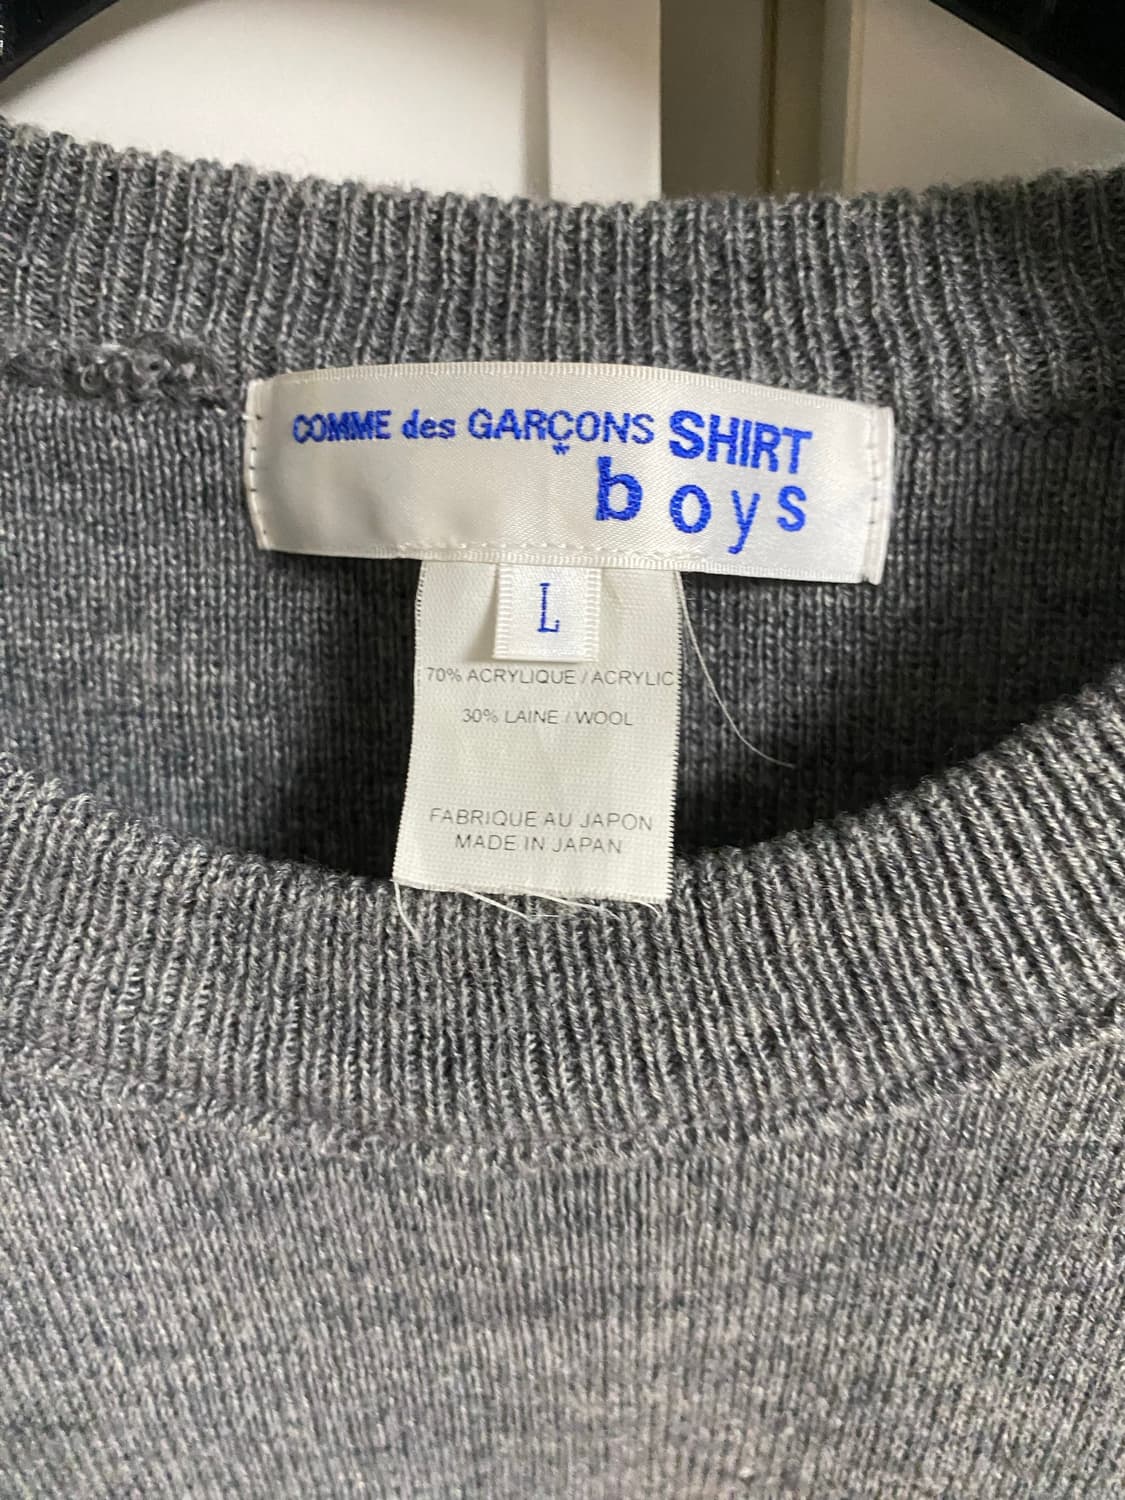 COMME des GARÇONS SHIRT
boys
L
70% ACRYLIQUE / ACRYLIC
30% LAINE / WOOL
FABRIQUE AU JAPON
MADE IN JAPAN